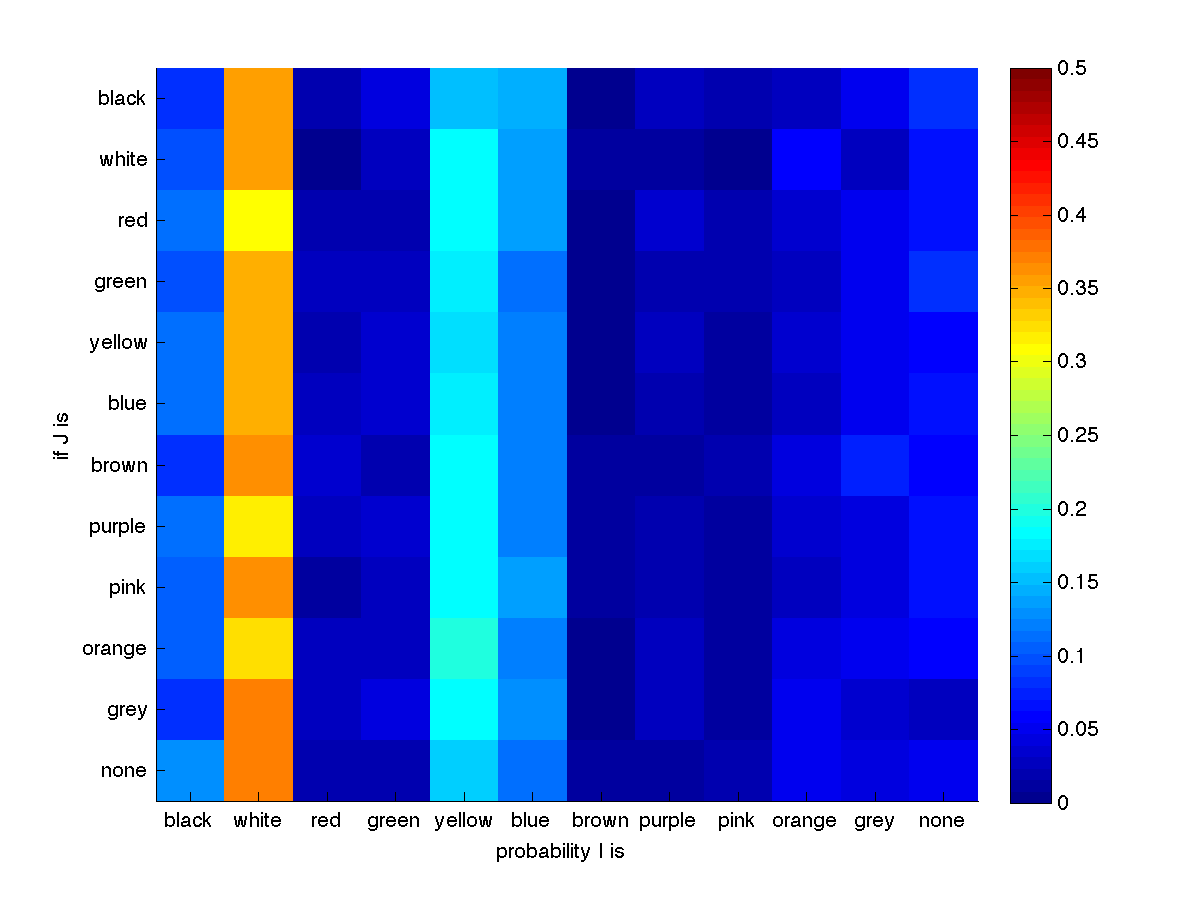 black
white
red
green
yellow
blue
brown
purple
pink
orange
grey
none
if J is
black white red green yellow blue brown purple pink orange grey none
probability I is
0.5
0.45
0.4
0.35
0.3
0.25
0.2
0.15
0.1
0.05
0